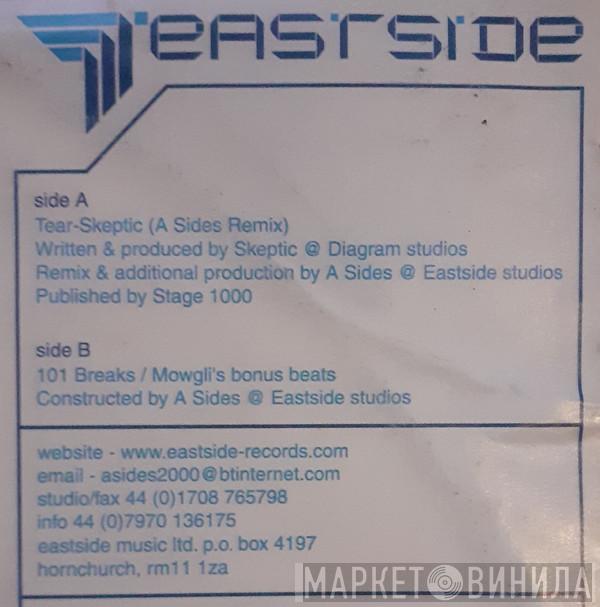 eastside
side A
Tear-Skeptic (A Sides Remix)
Written & produced by Skeptic @ Diagram studios
Remix & additional production by A Sides @ Eastside studios
Published by Stage 1000
side B
101 Breaks / Mowgli's bonus beats
Constructed by A Sides @ Eastside studios
website - www.eastside-records.com
email - asides2000@btinternet.com
studio/fax 44 (0)1708 765798
info 44 (0)7970 136175
eastside music ltd. p.o. box 4197
hornchurch, rm11 1za
МАРКЕТ ВИНИЛА